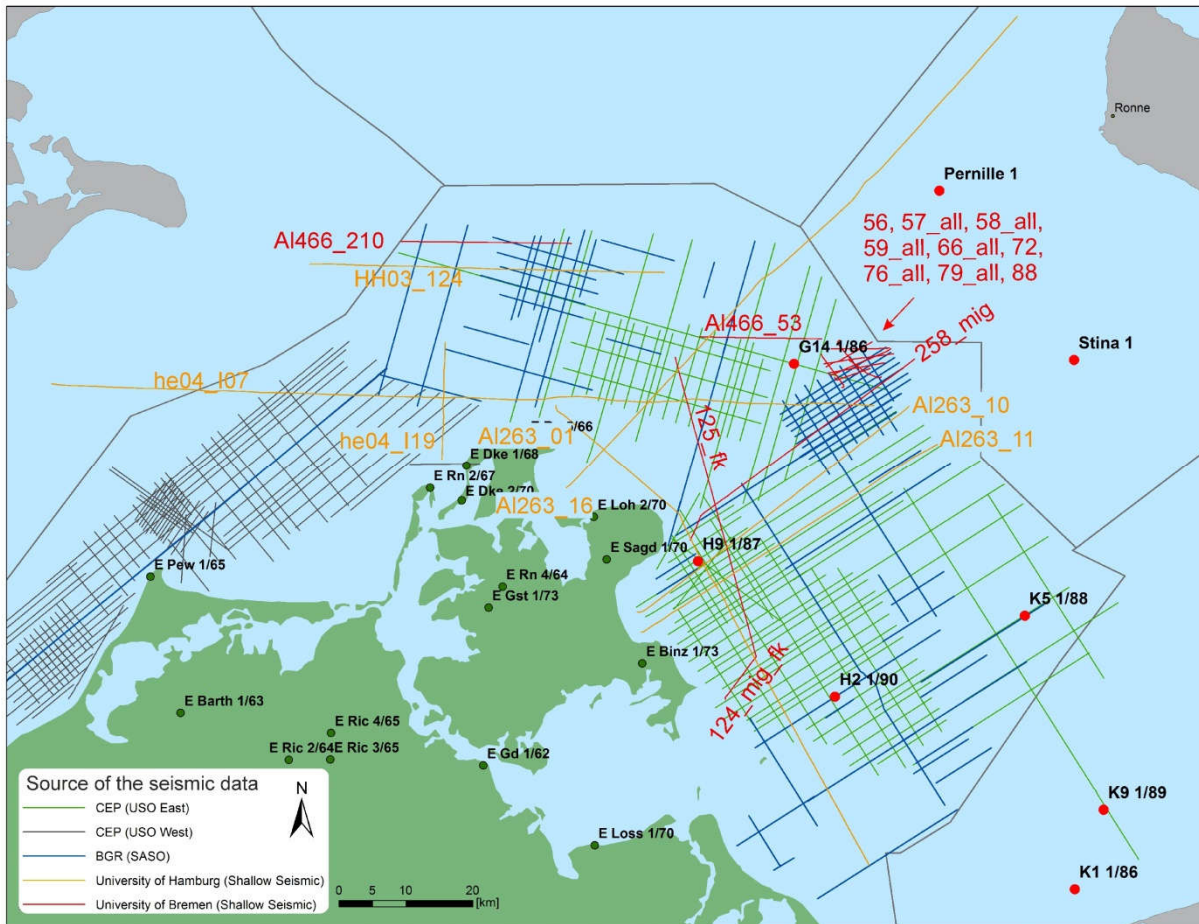 Ronne
Pernille 1
56, 57_all, 58_all,
59_all, 66_all, 72,
76_all, 79_all, 88
Al466_210
HH03_124
Al466_53
258_mig
G14 1/86
Stina 1
he04_l07
Al263_10
125_fk
he04_l19
Al263_01
/66
Al263_11
E Dke 1/68
E Rn 2/67
E Dke 2/70
Al263_16
E Loh 2/70
E Sagd 1/70
H9 1/87
E Pew 1/65
E Rn 4/64
E Gst 1/73
K5 1/88
E Binz 1/73
124_mig_fk
H2 1/90
E Barth 1/63
E Ric 4/65
E Ric 2/64
E Ric 3/65
E Gd 1/62
K9 1/89
E Loss 1/70
K1 1/86
Source of the seismic data
N
CEP (USO East)
CEP (USO West)
BGR (SASO)
University of Hamburg (Shallow Seismic)
University of Bremen (Shallow Seismic)
0 5 10 20
[km]